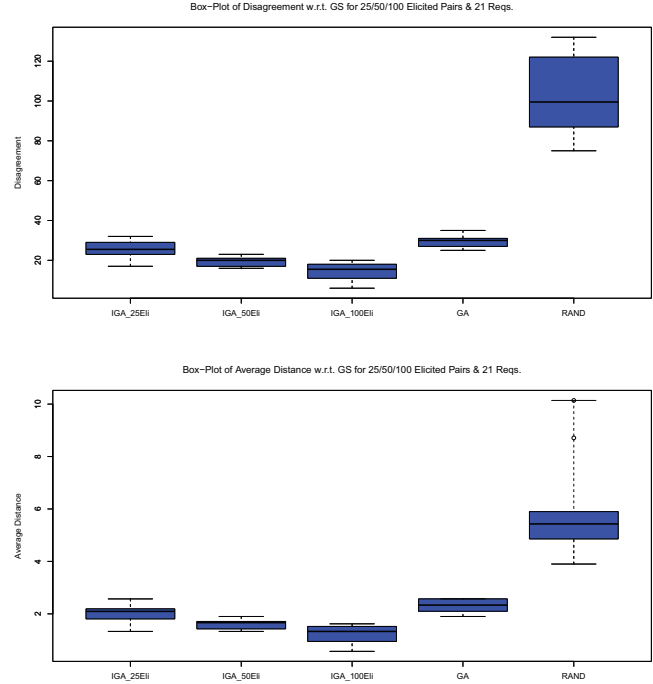 Box-Plot of Disagreement w.r.t. GS for 25/50/100 Elicited Pairs & 21 Reqs.
120
100
80
60
40
20
Disagreement
IGA_25Eli IGA_50Eli IGA_100Eli GA RAND
Box-Plot of Average Distance w.r.t. GS for 25/50/100 Elicited Pairs & 21 Reqs.
10
8
6
4
2
Average Distance
IGA_25Eli IGA_50Eli IGA_100Eli GA RAND